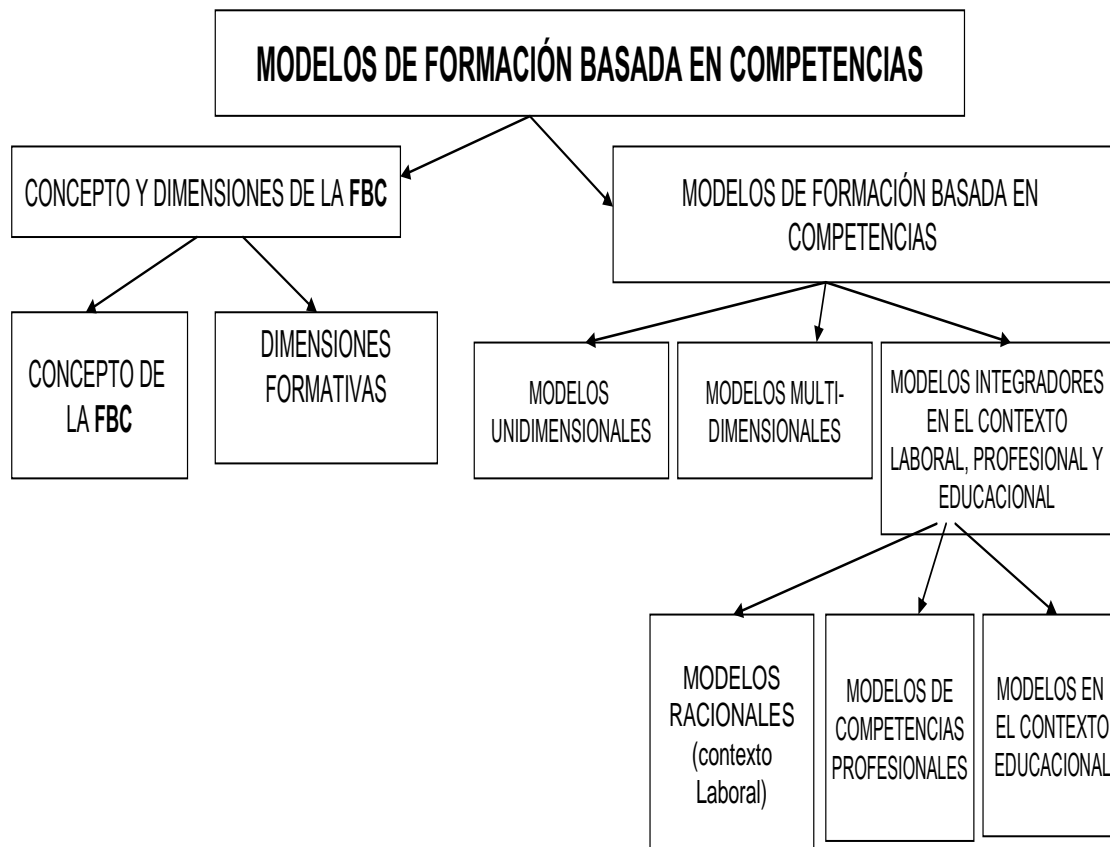 MODELOS DE FORMACIÓN BASADA EN COMPETENCIAS
CONCEPTO Y DIMENSIONES DE LA FBC
MODELOS DE FORMACIÓN BASADA EN
COMPETENCIAS
CONCEPTO DE
LA FBC
DIMENSIONES
FORMATIVAS
MODELOS
UNIDIMENSIONALES
MODELOS MULTI-
DIMENSIONALES
MODELOS INTEGRADORES
EN EL CONTEXTO
LABORAL, PROFESIONAL Y
EDUCACIONAL
MODELOS
RACIONALES
(contexto
Laboral)
MODELOS DE
COMPETENCIAS
PROFESIONALES
MODELOS EN
EL CONTEXTO
EDUCACIONAL